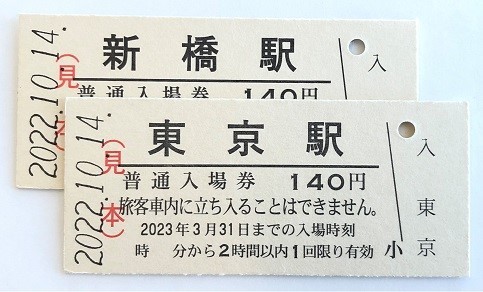 2022.10.14.
(見本)
新橋駅
普通入場券 140円
入
2022.10.14.
(見本)
東京駅
普通入場券 140円
旅客車内に立ち入ることはできません。
2023年3月31日までの入場時刻
時 分から2時間以内1回限り有効
小
入
東
京